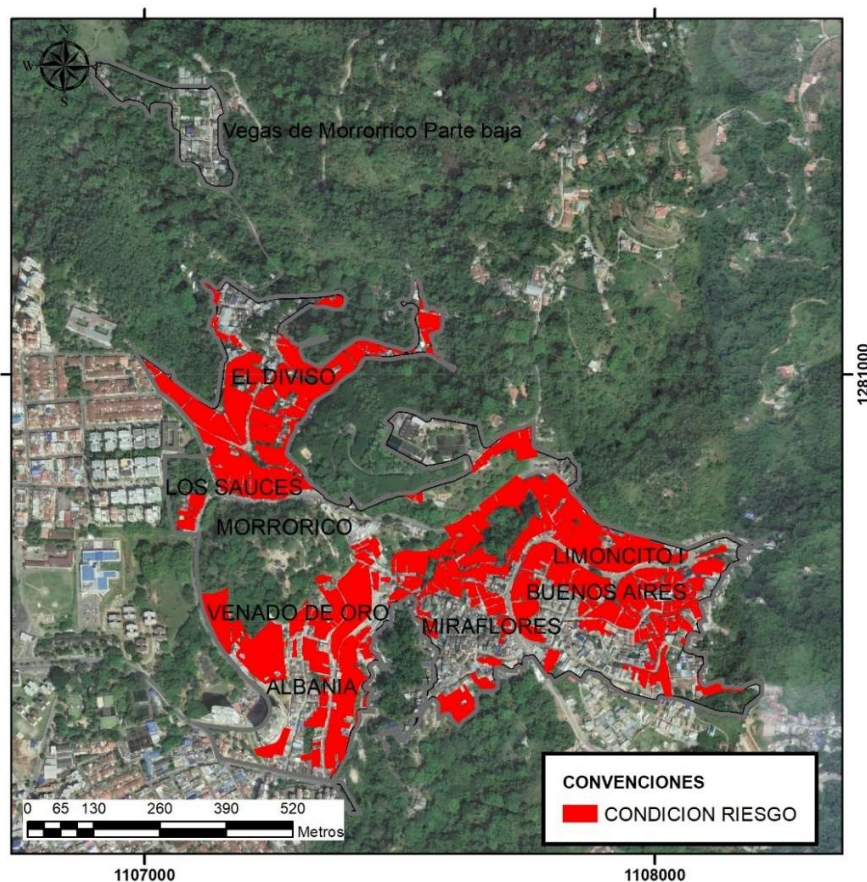 N
W E
S
Vegas de Morrorrico Parte baja
EL DIVISO
1281000
LOS SAUCES
MORRORICO
LIMONCITO I
BUENOS AIRES
VENADO DE ORO
MIRAFLORES
ALBANIA
CONVENCIONES
CONDICION RIESGO
0 65 130 260 390 520
Metros
1107000 1108000